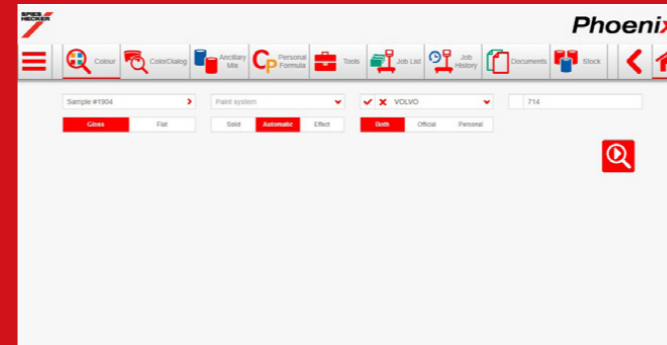 SPIES
HECKER
Phoenix
Colour
ColorDialog
Ancillary
Mix
CP
Personal
Formula
Tools
Job List
Job
History
Documents
Stock
Sample #1904
Paint system
VOLVO
714
Gloss
Flat
Solid
Automatic
Effect
Both
Official
Personal